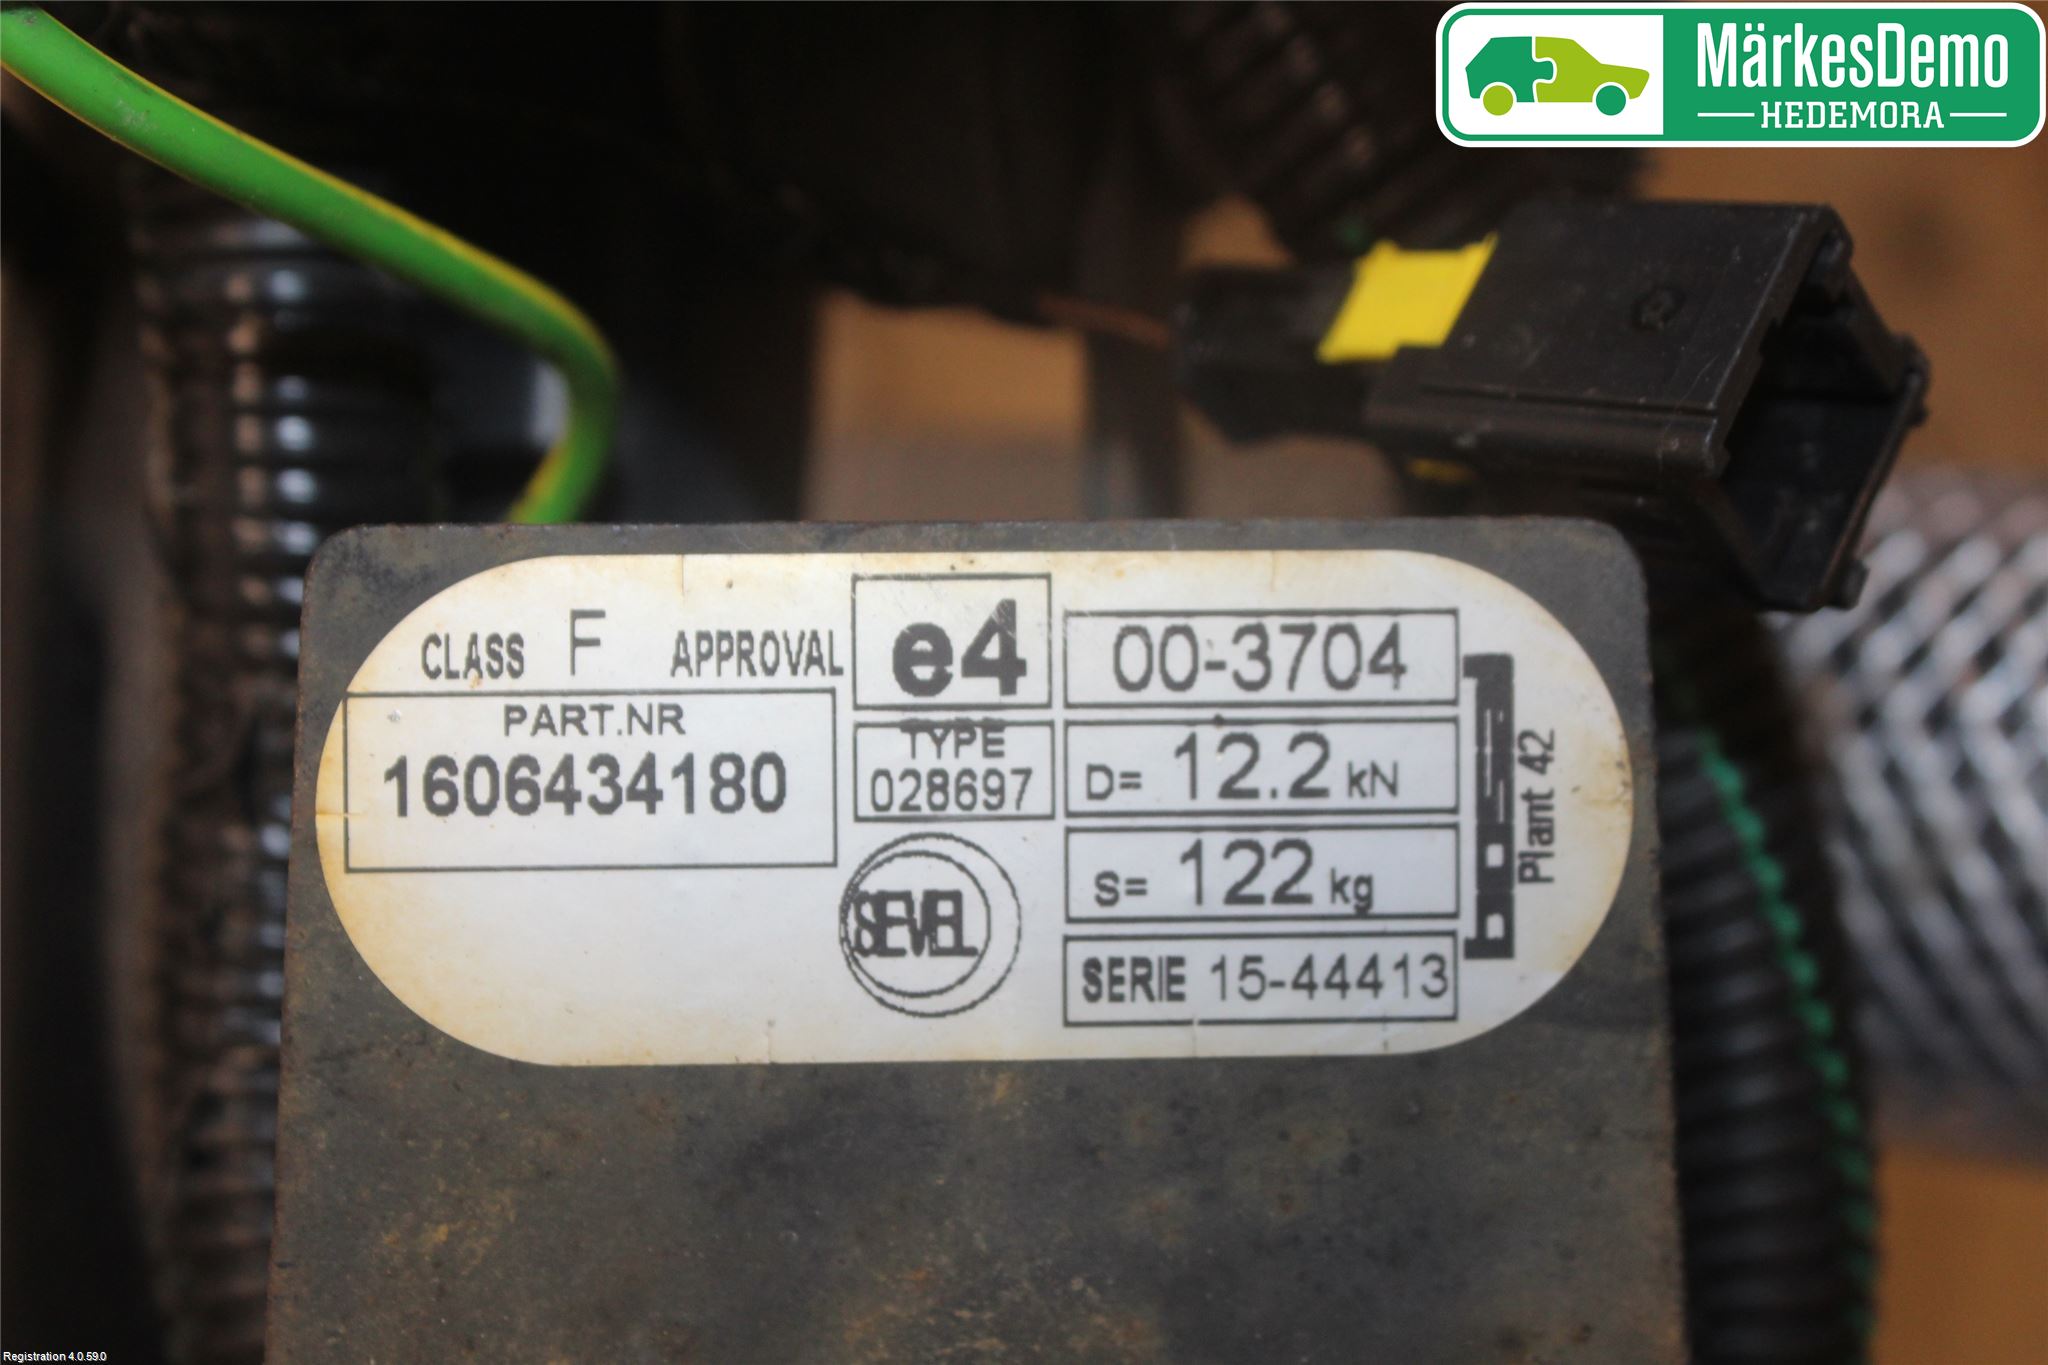 MärkesDemo
HEDEMORA
CLASS F APPROVAL e4 00-3704
PART.NR
1606434180
TYPE
028697
D= 12.2 kN
S= 122 kg
SERIE 15-44413
SEVEL
Plant 42
Registration 4.0.59.0